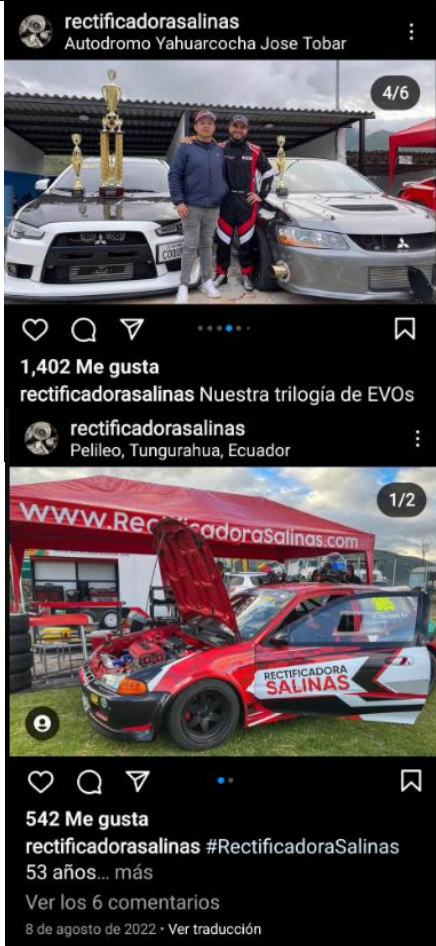 rectificadorasalinas
Autodromo Yahuarcocha Jose Tobar
4/6
1,402 Me gusta
rectificadorasalinas Nuestra trilogía de EVOs
rectificadorasalinas
Pelileo, Tungurahua, Ecuador
1/2
www.RectificadoraSalinas.com
RECTIFICADORA
SALINAS
542 Me gusta
rectificadorasalinas #RectificadoraSalinas
53 años... más
Ver los 6 comentarios
8 de agosto de 2022 • Ver traducción